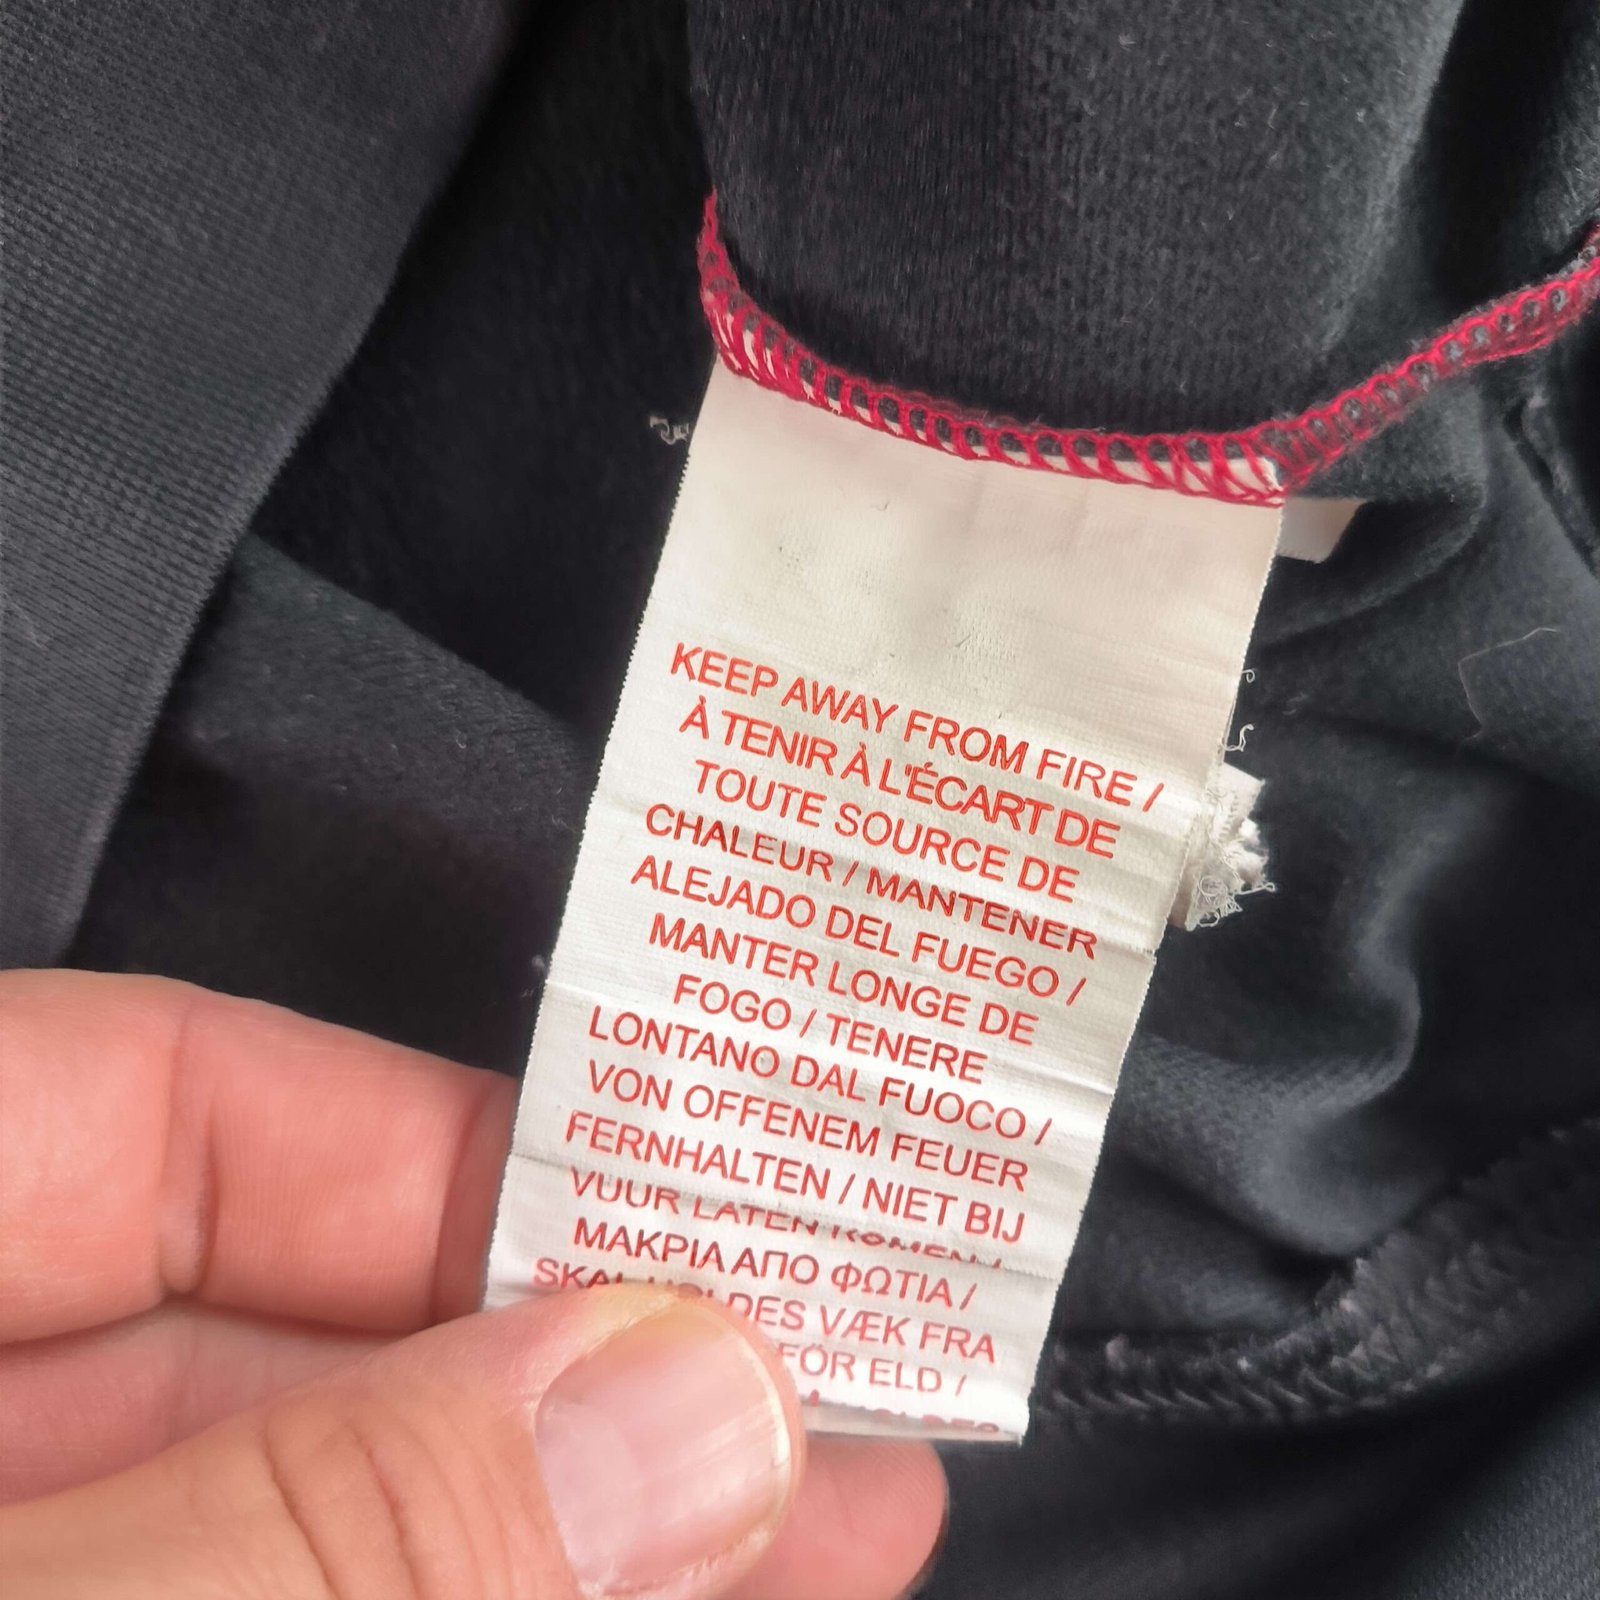 KEEP AWAY FROM FIRE /
À TENIR À L'ÉCART DE
TOUTE SOURCE DE
CHALEUR / MANTENER
ALEJADO DEL FUEGO /
MANTER LONGE DE
FOGO / TENERE
LONTANO DAL FUOCO /
VON OFFENEM FEUER
FERNHALTEN / NIET BIJ
VUUR LATEN KOMEN /
ΜΑΚΡΙΑ ΑΠΟ ΦΩΤΙΑ /
VÆK FRA
FÖR ELD /